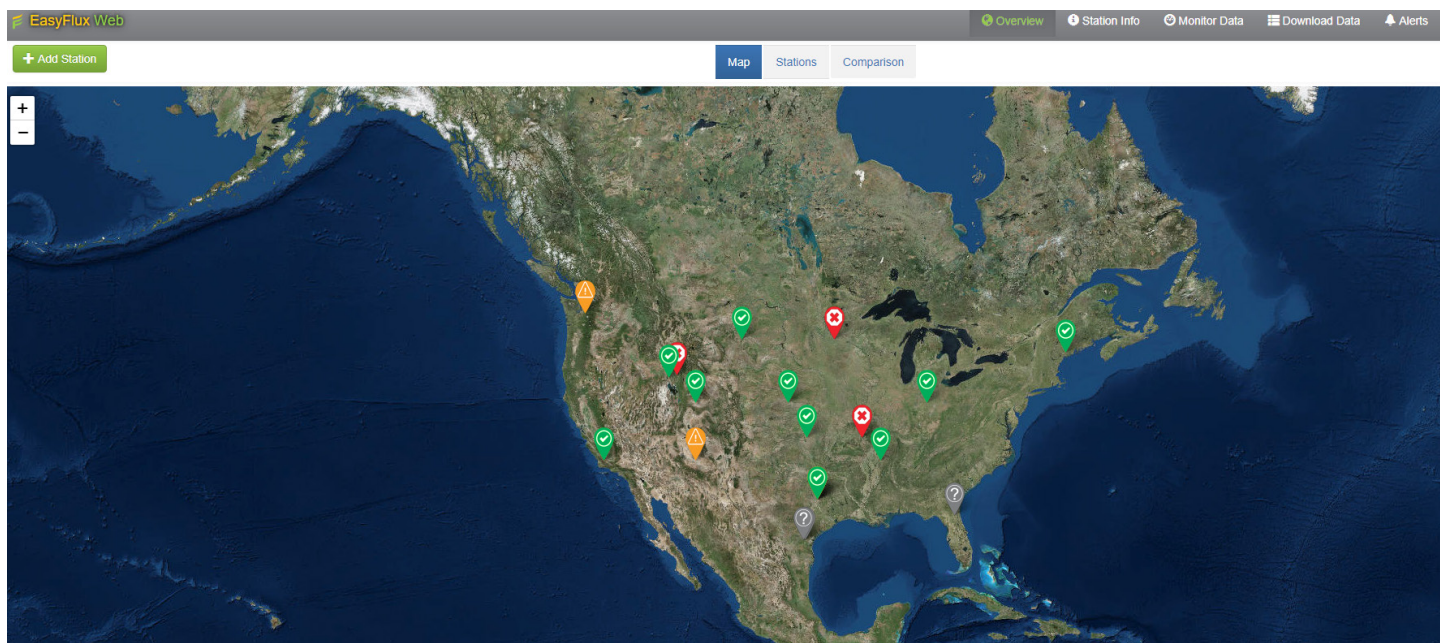 EasyFlux Web
Overview
Station Info
Monitor Data
Download Data
Alerts
+ Add Station
Map
Stations
Comparison
+
−
?
?